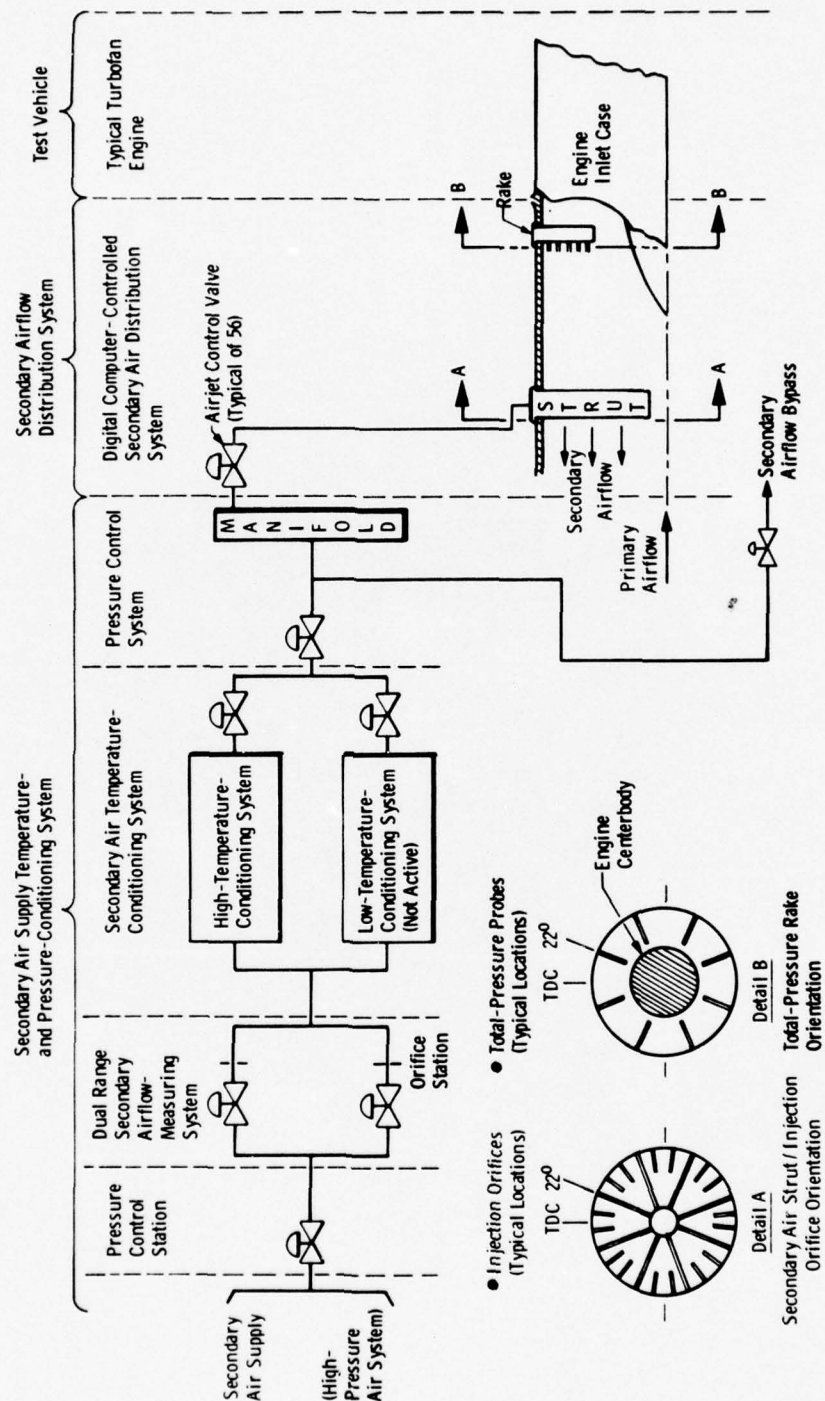 Secondary Air Supply Temperature-
and Pressure-Conditioning System
Secondary Airflow
Distribution System
Test Vehicle
Pressure
Control
Station
Dual Range
Secondary
Airflow-
Measuring
System
Secondary Air Temperature-
Conditioning System
Pressure Control
System
Digital Computer-Controlled
Secondary Air Distribution
System
Typical Turbofan
Engine
Secondary
Air Supply
(High-
Pressure
Air System)
Orifice
Station
High-Temperature-
Conditioning System
Low-Temperature-
Conditioning System
(Not Active)
MANIFOLD
Airjet Control Valve
(Typical of 56)
STRUT
Secondary
Airflow
Primary
Airflow
A
A
Rake
B
B
Engine
Inlet Case
Secondary
Airflow Bypass
● Injection Orifices
(Typical Locations)
TDC
22º
Detail A
Secondary Air Strut/Injection
Orifice Orientation
● Total-Pressure Probes
(Typical Locations)
TDC
22º
Engine
Centerbody
Detail B
Total-Pressure Rake
Orientation